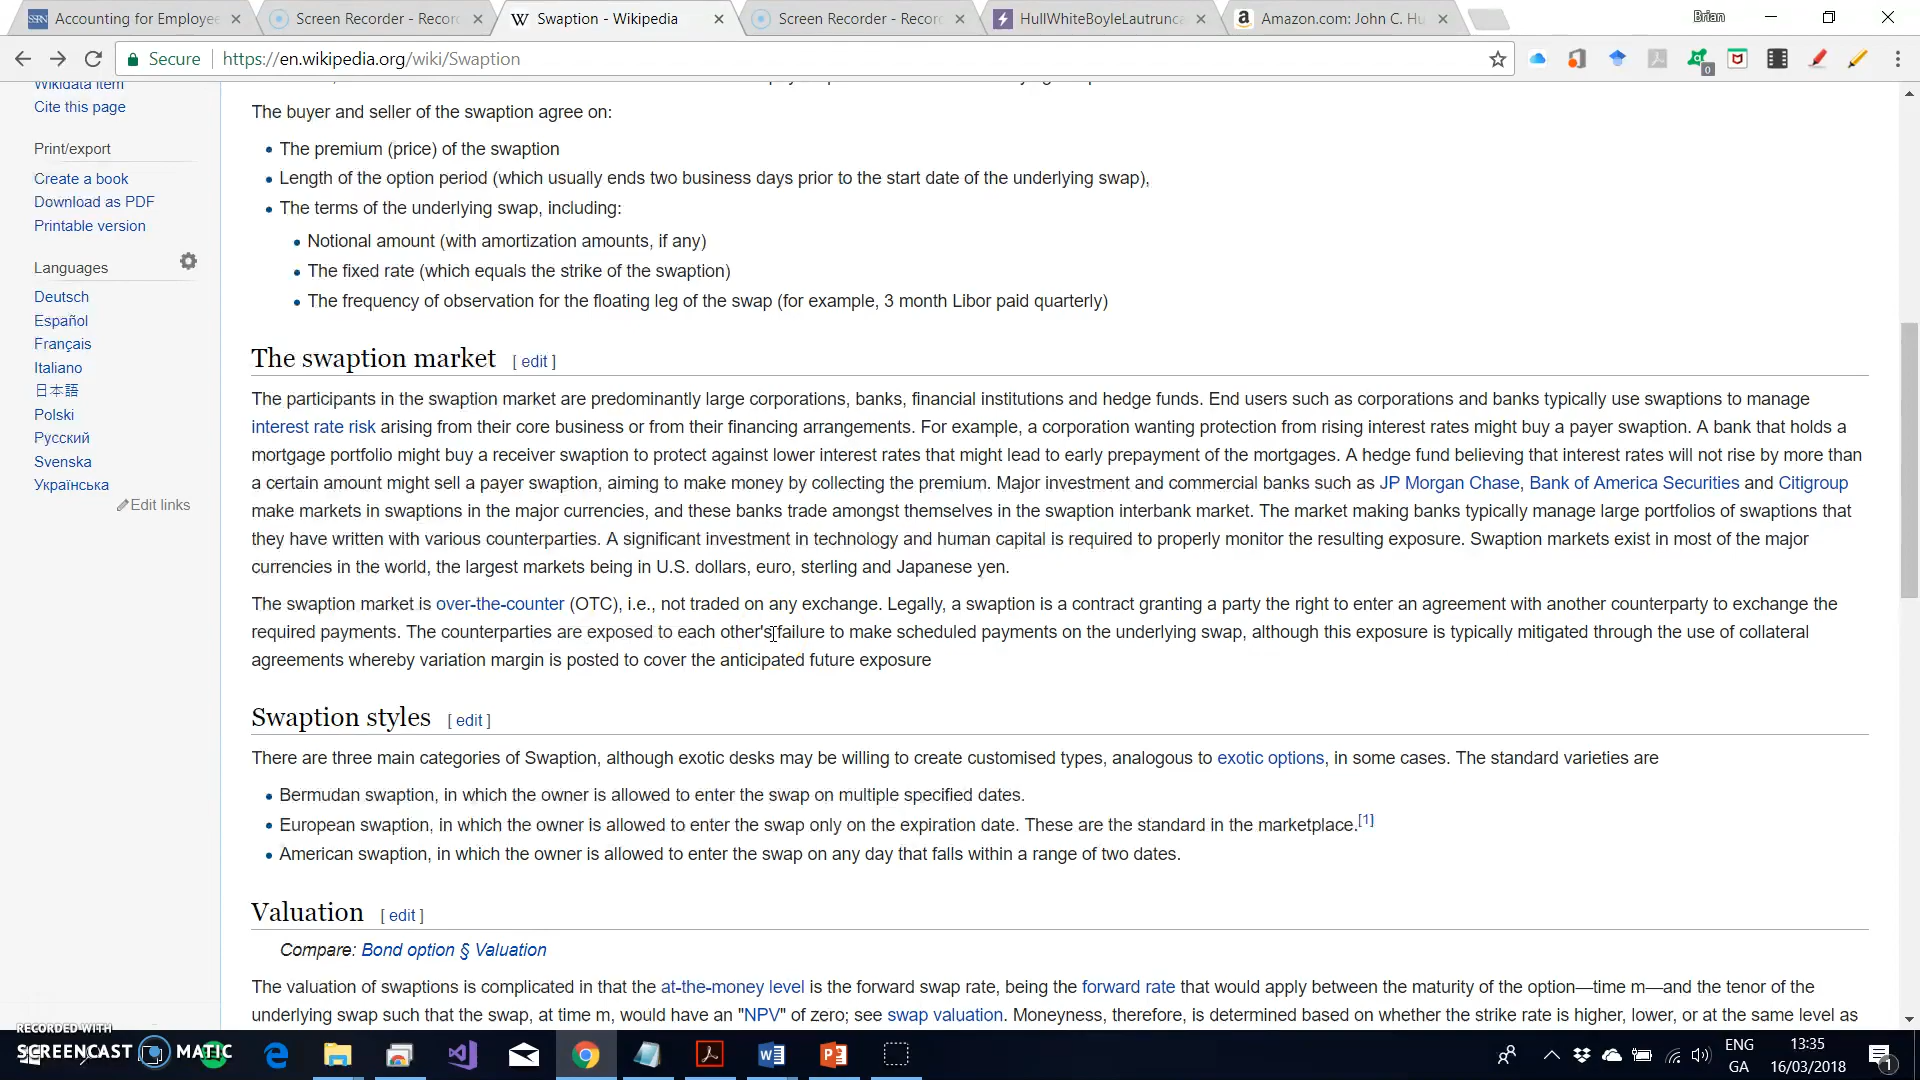 Accounting for Employee
Screen Recorder - Record
Swaption - Wikipedia
Screen Recorder - Record
HullWhiteBoyleLautrunca
Amazon.com: John C. Hu
Brian
Secure
https://en.wikipedia.org/wiki/Swaption
Wikidata item
Cite this page
Print/export
Create a book
Download as PDF
Printable version
Languages
Deutsch
Español
Français
Italiano
日本語
Polski
Русский
Svenska
Українська
Edit links
The buyer and seller of the swaption agree on:
The premium (price) of the swaption
Length of the option period (which usually ends two business days prior to the start date of the underlying swap),
The terms of the underlying swap, including:
Notional amount (with amortization amounts, if any)
The fixed rate (which equals the strike of the swaption)
The frequency of observation for the floating leg of the swap (for example, 3 month Libor paid quarterly)
The swaption market [ edit ]
The participants in the swaption market are predominantly large corporations, banks, financial institutions and hedge funds. End users such as corporations and banks typically use swaptions to manage
interest rate risk arising from their core business or from their financing arrangements. For example, a corporation wanting protection from rising interest rates might buy a payer swaption. A bank that holds a
mortgage portfolio might buy a receiver swaption to protect against lower interest rates that might lead to early prepayment of the mortgages. A hedge fund believing that interest rates will not rise by more than
a certain amount might sell a payer swaption, aiming to make money by collecting the premium. Major investment and commercial banks such as JP Morgan Chase, Bank of America Securities and Citigroup
make markets in swaptions in the major currencies, and these banks trade amongst themselves in the swaption interbank market. The market making banks typically manage large portfolios of swaptions that
they have written with various counterparties. A significant investment in technology and human capital is required to properly monitor the resulting exposure. Swaption markets exist in most of the major
currencies in the world, the largest markets being in U.S. dollars, euro, sterling and Japanese yen.
The swaption market is over-the-counter (OTC), i.e., not traded on any exchange. Legally, a swaption is a contract granting a party the right to enter an agreement with another counterparty to exchange the
required payments. The counterparties are exposed to each other's failure to make scheduled payments on the underlying swap, although this exposure is typically mitigated through the use of collateral
agreements whereby variation margin is posted to cover the anticipated future exposure
Swaption styles [ edit ]
There are three main categories of Swaption, although exotic desks may be willing to create customised types, analogous to exotic options, in some cases. The standard varieties are
Bermudan swaption, in which the owner is allowed to enter the swap on multiple specified dates.
European swaption, in which the owner is allowed to enter the swap only on the expiration date. These are the standard in the marketplace.[1]
American swaption, in which the owner is allowed to enter the swap on any day that falls within a range of two dates.
Valuation [ edit ]
Compare: Bond option § Valuation
The valuation of swaptions is complicated in that the at-the-money level is the forward swap rate, being the forward rate that would apply between the maturity of the option—time m—and the tenor of the
underlying swap such that the swap, at time m, would have an "NPV" of zero; see swap valuation. Moneyness, therefore, is determined based on whether the strike rate is higher, lower, or at the same level as
RECORDED WITH
SCREENCAST MATIC
ENG
GA
13:35
16/03/2018
1